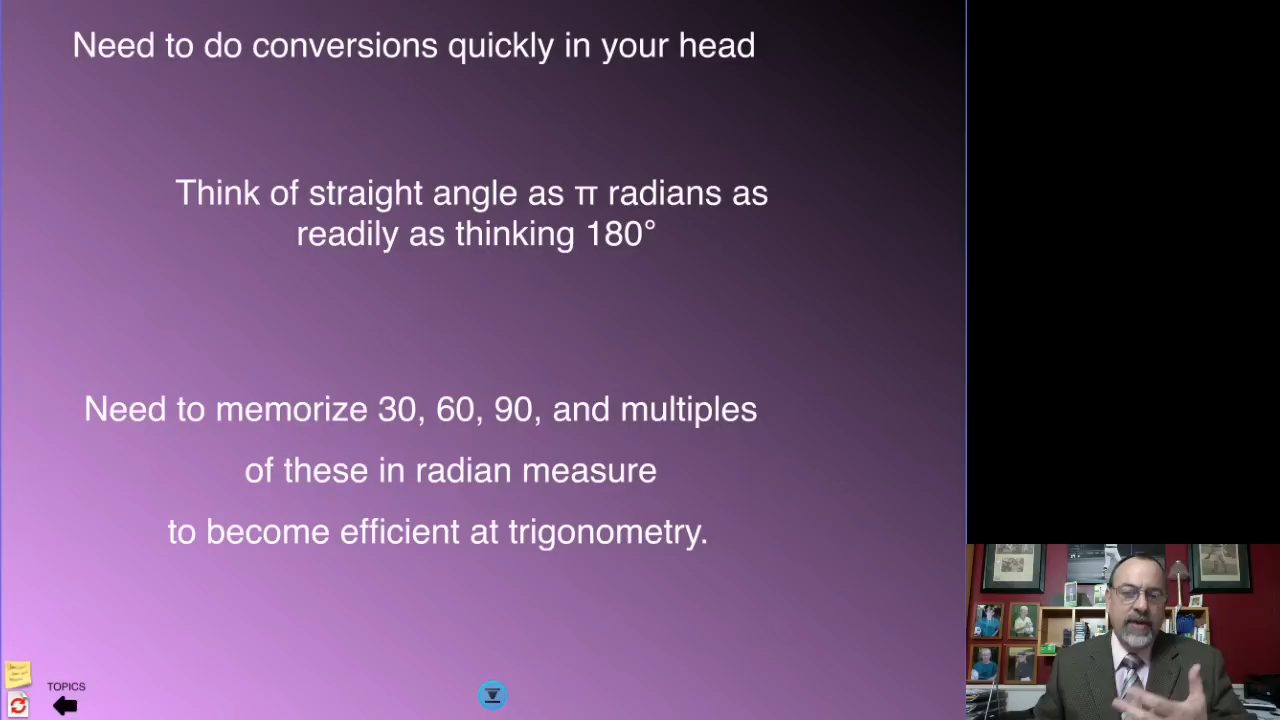 Need to do conversions quickly in your head
Think of straight angle as π radians as
readily as thinking 180°
Need to memorize 30, 60, 90, and multiples
of these in radian measure
to become efficient at trigonometry.
TOPICS